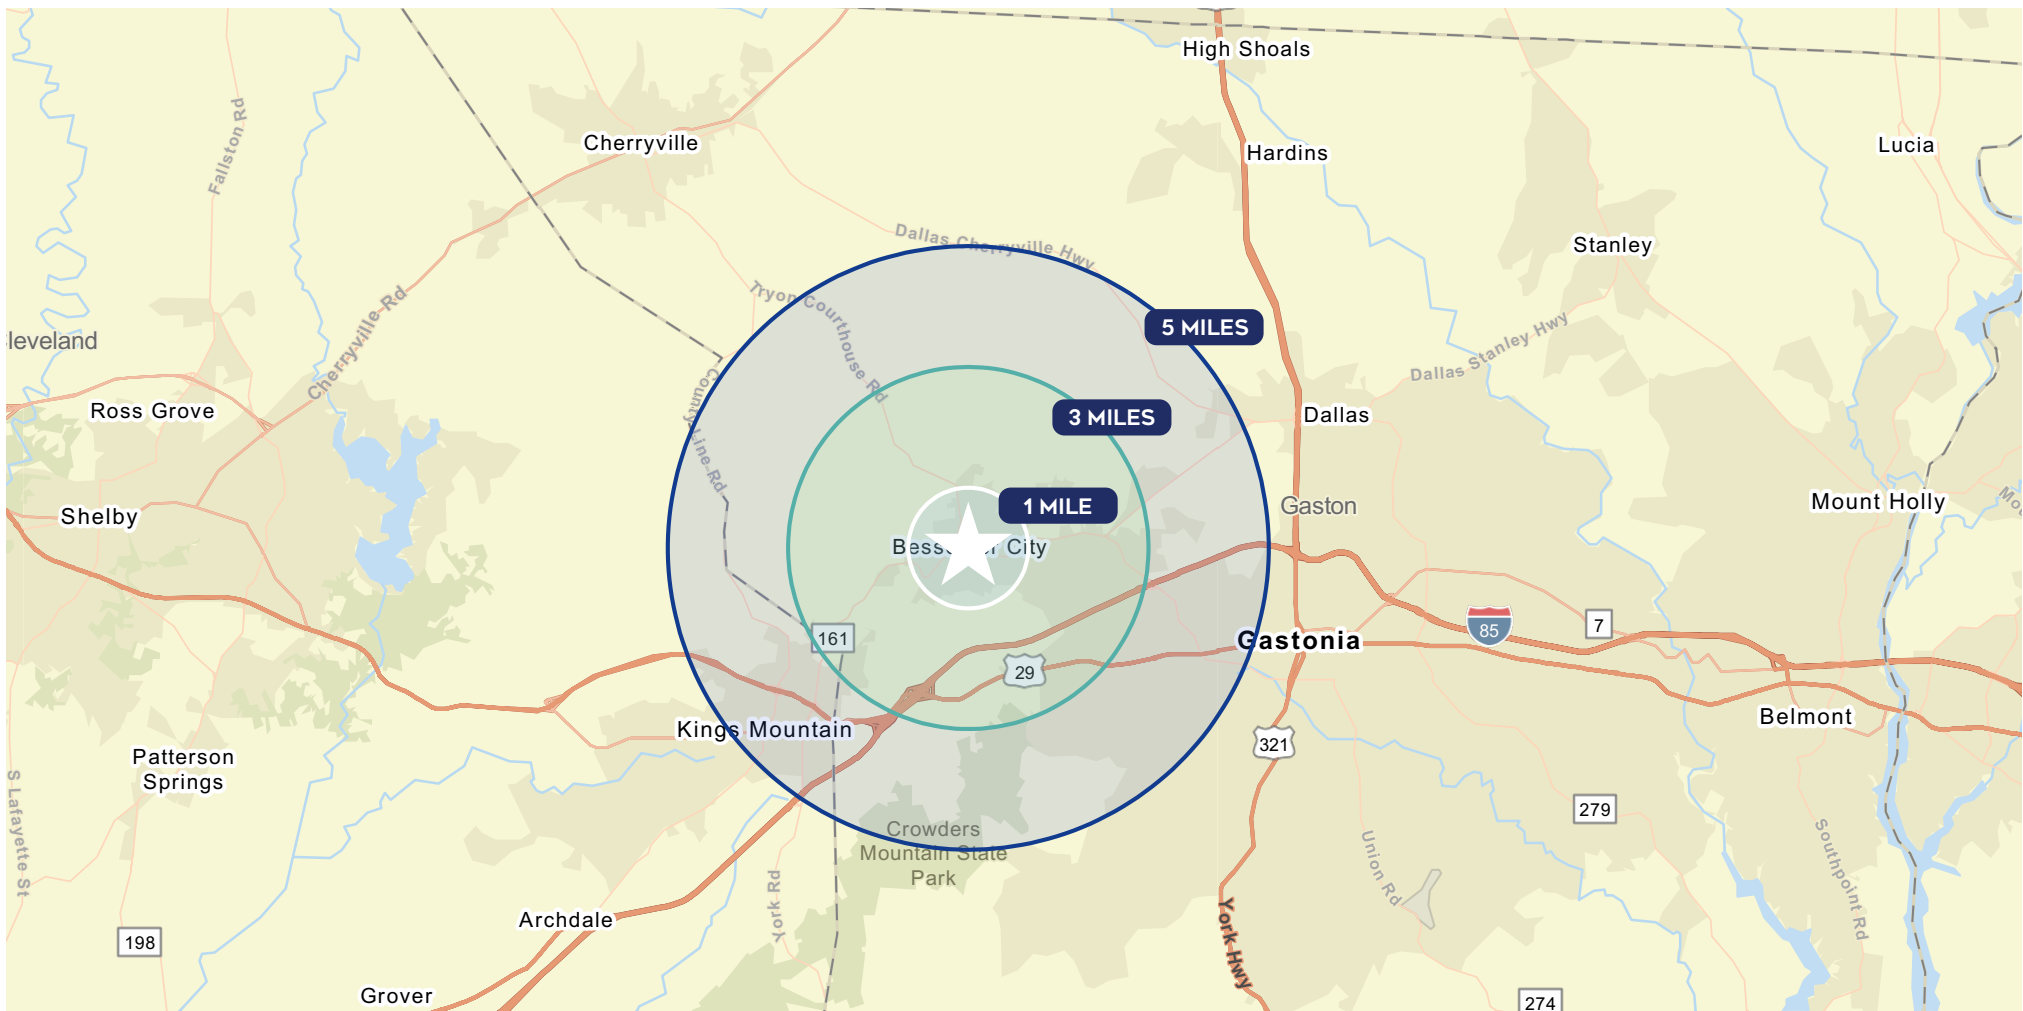 High Shoals
Cherryville
Hardins
Lucia
Fallston Rd
Dallas Cherryville Hwy
Stanley
Tryon Courthouse Rd
Cherryville Rd
5 MILES
Dallas Stanley Hwy
leveland
County Line Rd
Ross Grove
3 MILES
Dallas
Shelby
1 MILE
Gaston
Mount Holly
Bess r City
161
Gastonia
85
7
29
Kings Mountain
321
Belmont
Patterson
Springs
S Lafayette St
279
Crowders
Mountain State
Park
Union Rd
Southpoint Rd
York Rd
Archdale
198
York Hwy
Grover
274